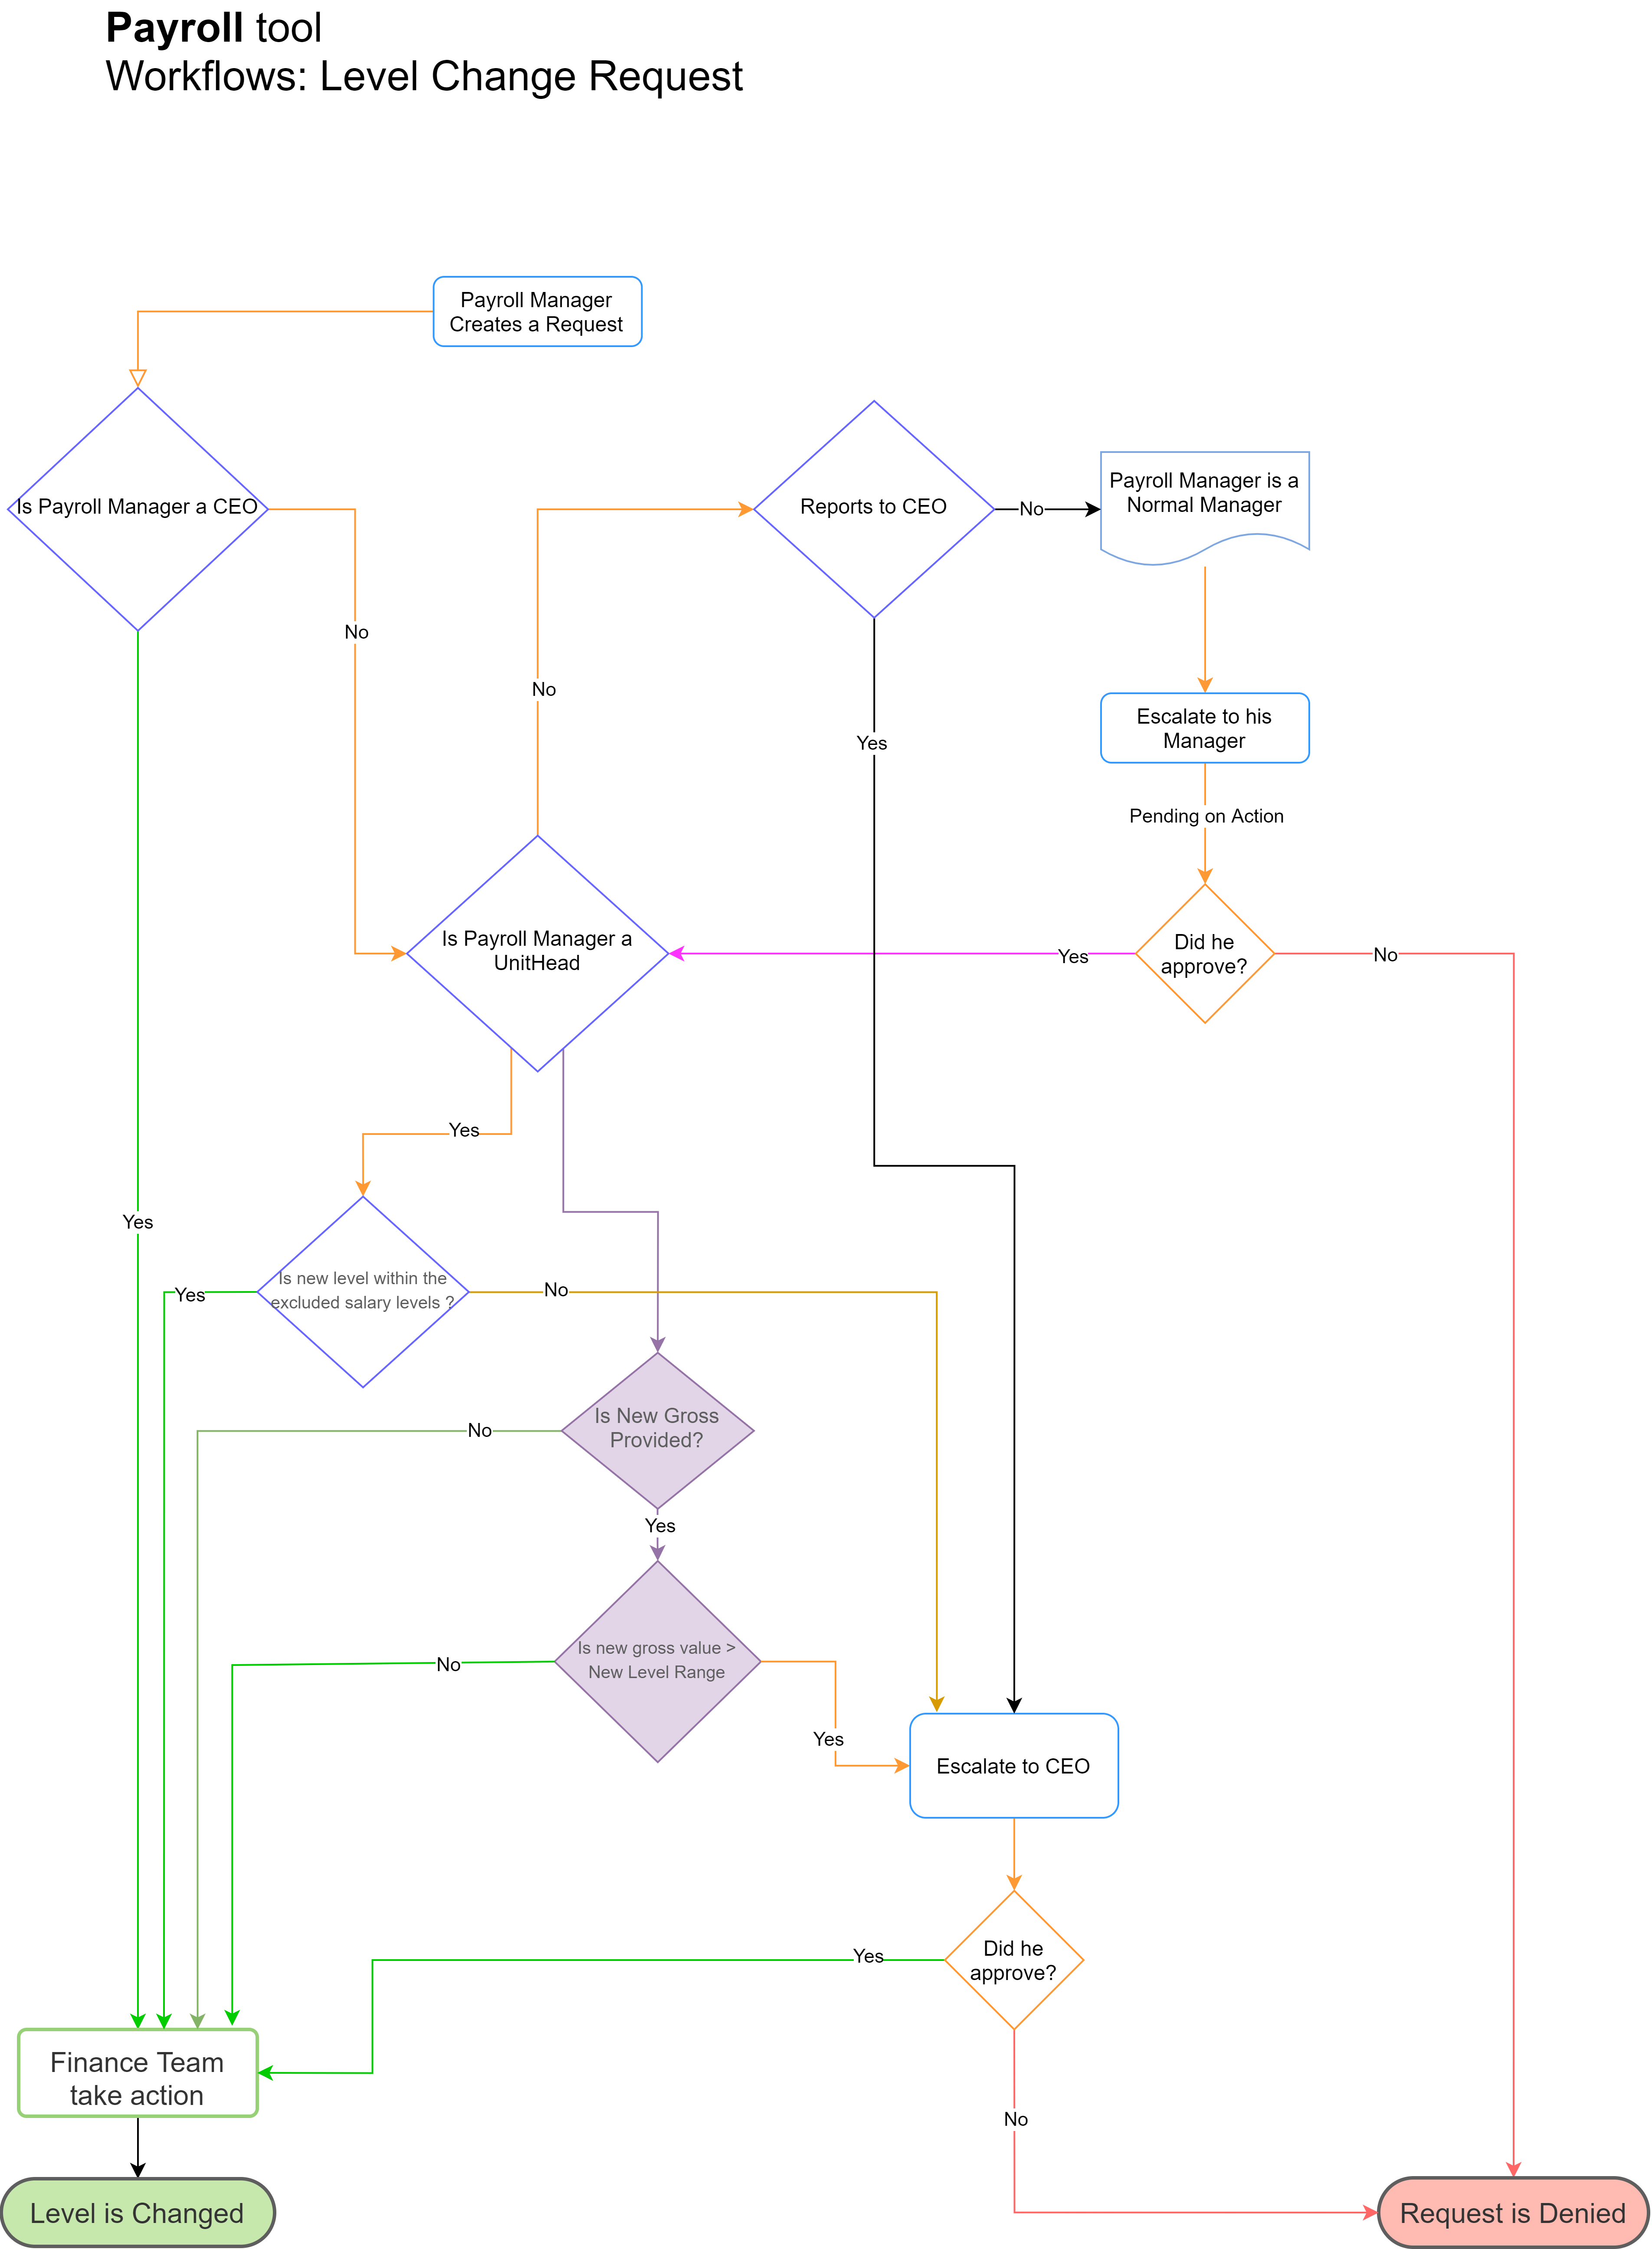 Payroll tool
Workflows: Level Change Request
Payroll Manager
Creates a Request
Is Payroll Manager a CEO
Reports to CEO
No
Payroll Manager is a
Normal Manager
No
No
Yes
Escalate to his
Manager
Pending on Action
Is Payroll Manager a
UnitHead
Yes
Did he
approve?
No
Yes
Yes
Is new level within the
excluded salary levels ?
Yes
No
Is New Gross
Provided?
No
Yes
Is new gross value >
New Level Range
No
Yes
Escalate to CEO
Did he
approve?
Yes
Finance Team
take action
No
Level is Changed
Request is Denied